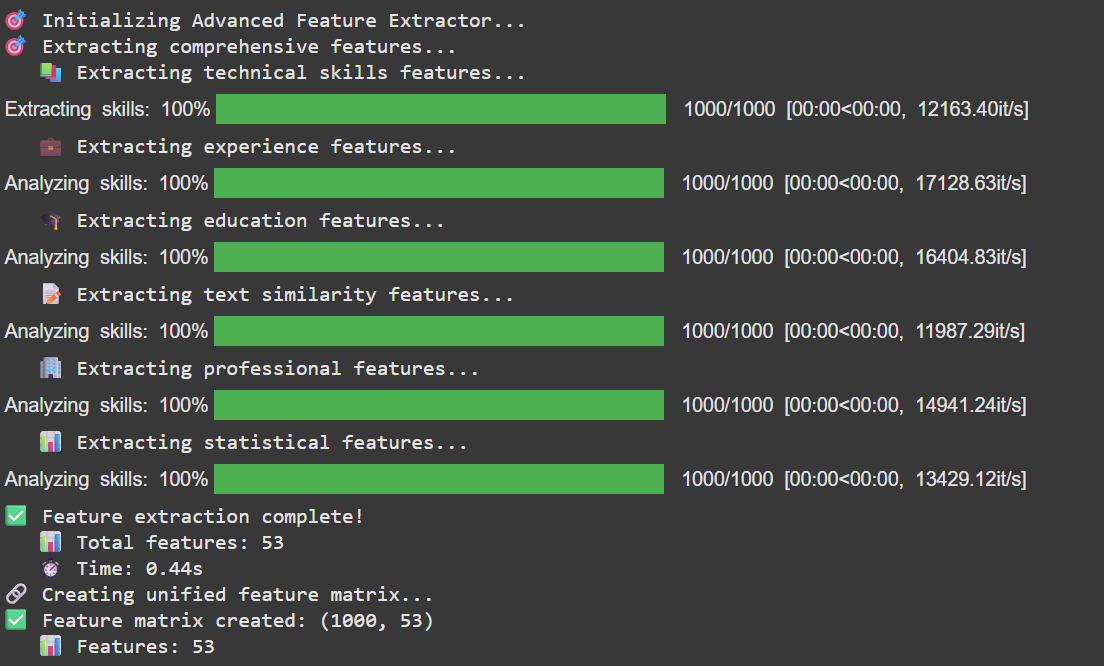 🎯 Initializing Advanced Feature Extractor...
🎯 Extracting comprehensive features...
📚 Extracting technical skills features...
Extracting skills: 100% 1000/1000 [00:00<00:00, 12163.40it/s]
💼 Extracting experience features...
Analyzing skills: 100% 1000/1000 [00:00<00:00, 17128.63it/s]
🎓 Extracting education features...
Analyzing skills: 100% 1000/1000 [00:00<00:00, 16404.83it/s]
📝 Extracting text similarity features...
Analyzing skills: 100% 1000/1000 [00:00<00:00, 11987.29it/s]
🏢 Extracting professional features...
Analyzing skills: 100% 1000/1000 [00:00<00:00, 14941.24it/s]
📊 Extracting statistical features...
Analyzing skills: 100% 1000/1000 [00:00<00:00, 13429.12it/s]
✅ Feature extraction complete!
📊 Total features: 53
⏱ Time: 0.44s
🔗 Creating unified feature matrix...
✅ Feature matrix created: (1000, 53)
📊 Features: 53